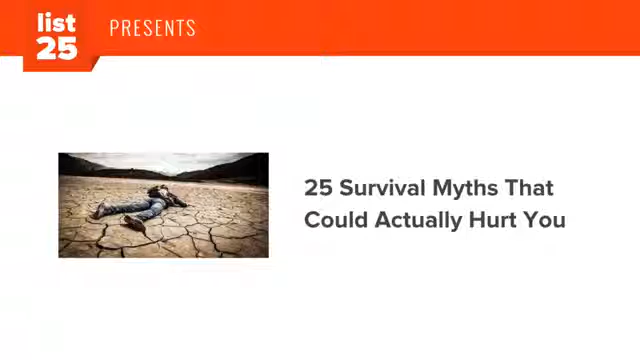 list
25
PRESENTS
25 Survival Myths That
Could Actually Hurt You